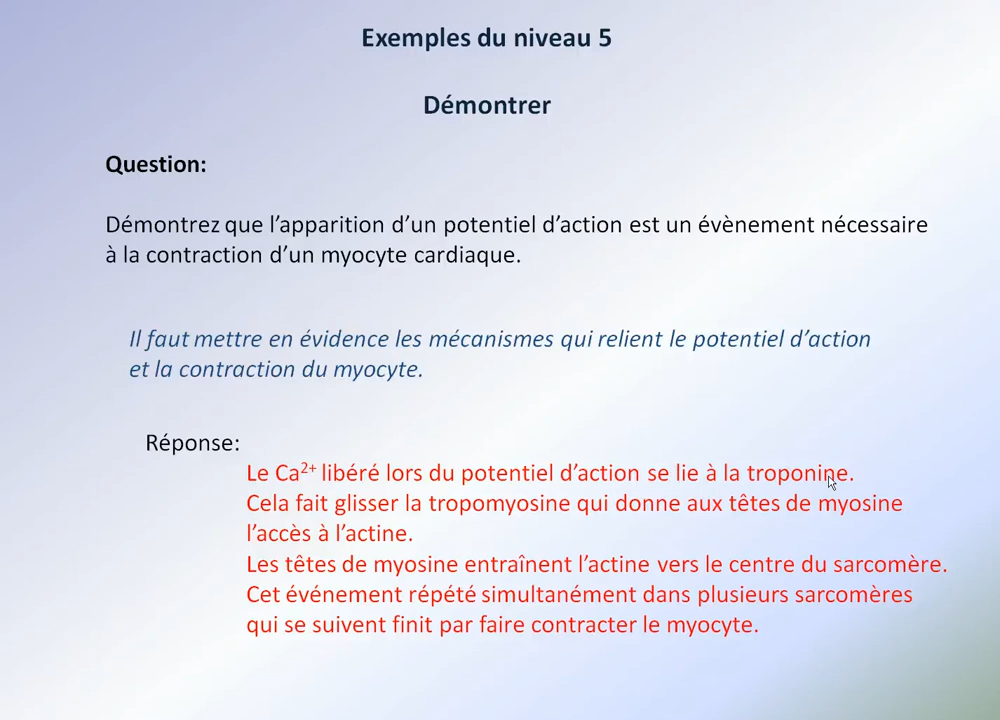 Exemples du niveau 5
Démontrer
Question:
Démontrez que l’apparition d’un potentiel d’action est un évènement nécessaire
à la contraction d’un myocyte cardiaque.
Il faut mettre en évidence les mécanismes qui relient le potentiel d’action
et la contraction du myocyte.
Réponse:
Le Ca²⁺ libéré lors du potentiel d’action se lie à la troponine.
Cela fait glisser la tropomyosine qui donne aux têtes de myosine
l’accès à l’actine.
Les têtes de myosine entraînent l’actine vers le centre du sarcomère.
Cet événement répété simultanément dans plusieurs sarcomères
qui se suivent finit par faire contracter le myocyte.